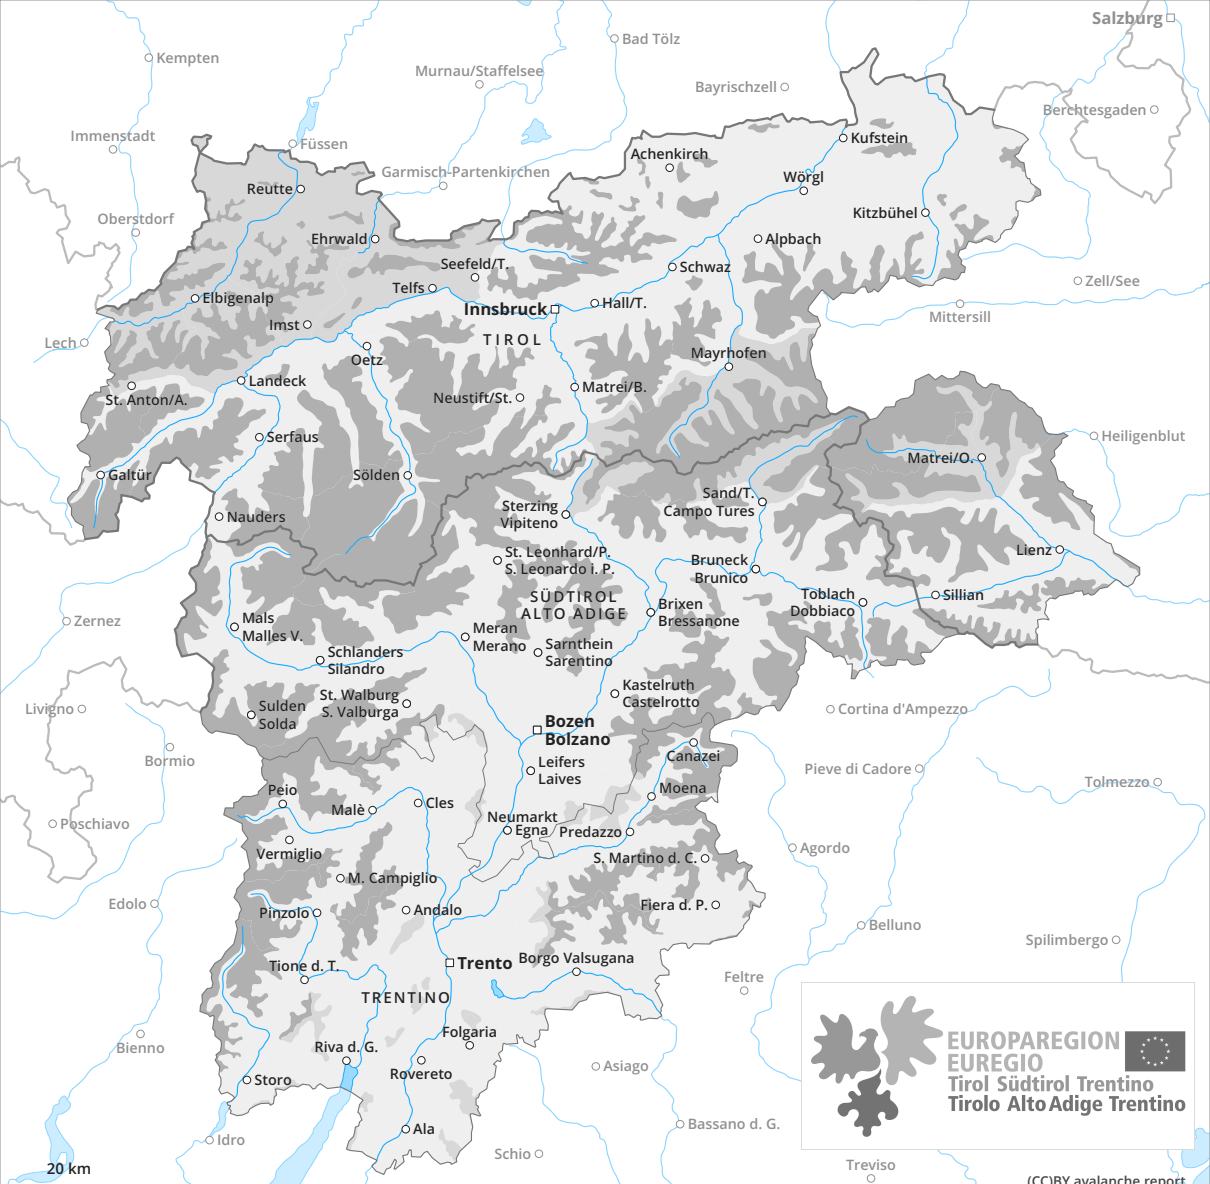 Salzburg
Bad Tölz
Kempten
Murnau/Staffelsee
Bayrischzell
Berchtesgaden
Immenstadt
Kufstein
Füssen
Achenkirch
Garmisch-Partenkirchen
Wörgl
Reutte
Kitzbühel
Oberstdorf
Ehrwald
Alpbach
Seefeld/T.
Schwaz
Zell/See
Telfs
Elbigenalp
Hall/T.
Innsbruck
Mittersill
Imst
TIROL
Lech
Mayrhofen
Oetz
Landeck
Matrei/B.
St. Anton/A.
Neustift/St.
Serfaus
Heiligenblut
Matrei/O.
Galtür
Sölden
Sand/T.
Campo Tures
Sterzing
Vipiteno
Nauders
Lienz
St. Leonhard/P.
S. Leonardo i. P.
Bruneck
Brunico
SÜDTIROL
ALTO ADIGE
Toblach
Dobbiaco
Sillian
Brixen
Bressanone
Zernez
Mals
Malles V.
Meran
Merano
Sarnthein
Sarentino
Schlanders
Silandro
Kastelruth
Castelrotto
St. Walburg
S. Valburga
Sulden
Solda
Livigno
Cortina d'Ampezzo
Bozen
Bolzano
Bormio
Canazei
Leifers
Laives
Pieve di Cadore
Tolmezzo
Peio
Moena
Malè
Cles
Neumarkt
Egna
Poschiavo
Predazzo
Vermiglio
Agordo
S. Martino d. C.
M. Campiglio
Edolo
Pinzolo
Andalo
Fiera d. P.
Belluno
Spilimbergo
Trento
Borgo Valsugana
Tione d. T.
Feltre
TRENTINO
Folgaria
Bienno
Riva d. G.
Rovereto
Asiago
Storo
EUROPAREGION
EUREGIO
Tirol Südtirol Trentino
Tirolo Alto Adige Trentino
Ala
Bassano d. G.
Idro
Schio
Treviso
20 km
(CC)BY avalanche.report